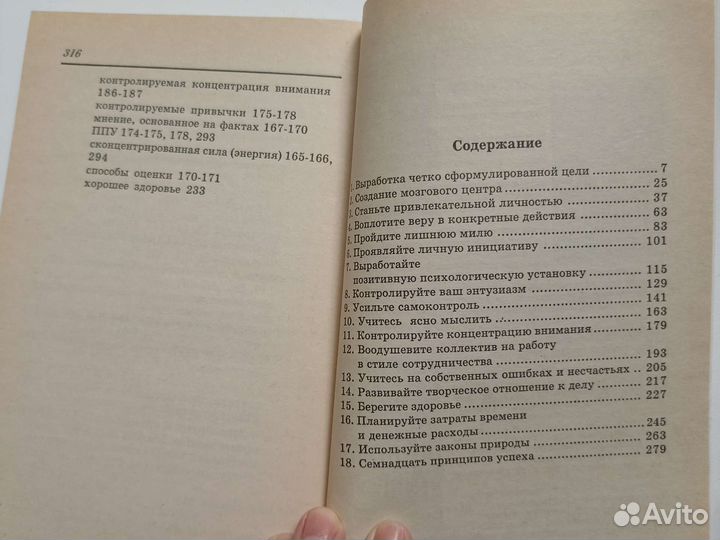 316
контролируемая концентрация внимания
186-187
контролируемые привычки 175-178
мнение, основанное на фактах 167-170
ППУ 174-175, 178, 293
сконцентрированная сила (энергия) 165-166,
294
способы оценки 170-171
хорошее здоровье 233
Содержание
1. Выработка четко сформулированной цели 7
2. Создание мозгового центра 25
3. Станьте привлекательной личностью 37
4. Воплотите веру в конкретные действия 63
5. Пройдите лишнюю милю 83
6. Проявляйте личную инициативу 101
7. Выработайте
позитивную психологическую установку 115
8. Контролируйте ваш энтузиазм 129
9. Усильте самоконтроль 141
10. Учитесь ясно мыслить 163
11. Контролируйте концентрацию внимания 179
12. Воодушевите коллектив на работу
в стиле сотрудничества 193
13. Учитесь на собственных ошибках и несчастьях 205
14. Развивайте творческое отношение к делу 217
15. Берегите здоровье 227
16. Планируйте затраты времени
и денежные расходы 245
17. Используйте законы природы 263
18. Семнадцать принципов успеха 279
Avito